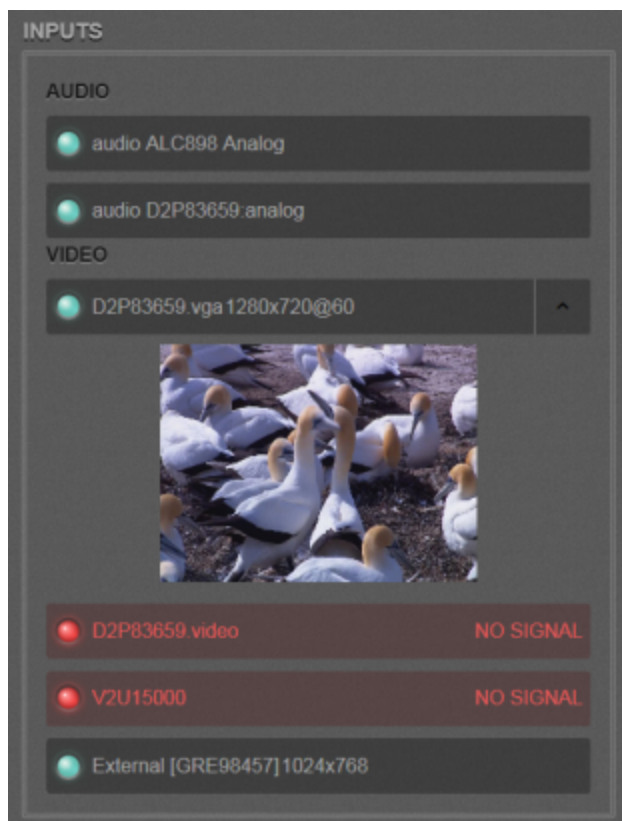 INPUTS
AUDIO
audio ALC898 Analog
audio D2P83659:analog
VIDEO
D2P83659.vga 1280x720@60
D2P83659.video NO SIGNAL
V2U15000 NO SIGNAL
External [GRE98457] 1024x768